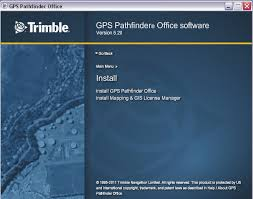 GPS Pathfinder Office
Trimble.
GPS Pathfinder® Office software
Version 5.20
Go Back
Main Menu >
Install
Install GPS Pathfinder Office
Install Mapping & GIS License Manager
© 1995-2011 Trimble Navigation Limited. All rights reserved. This product is protected by US
and international copyright, trademark, and patent laws as described in Help / About GPS
Pathfinder Office